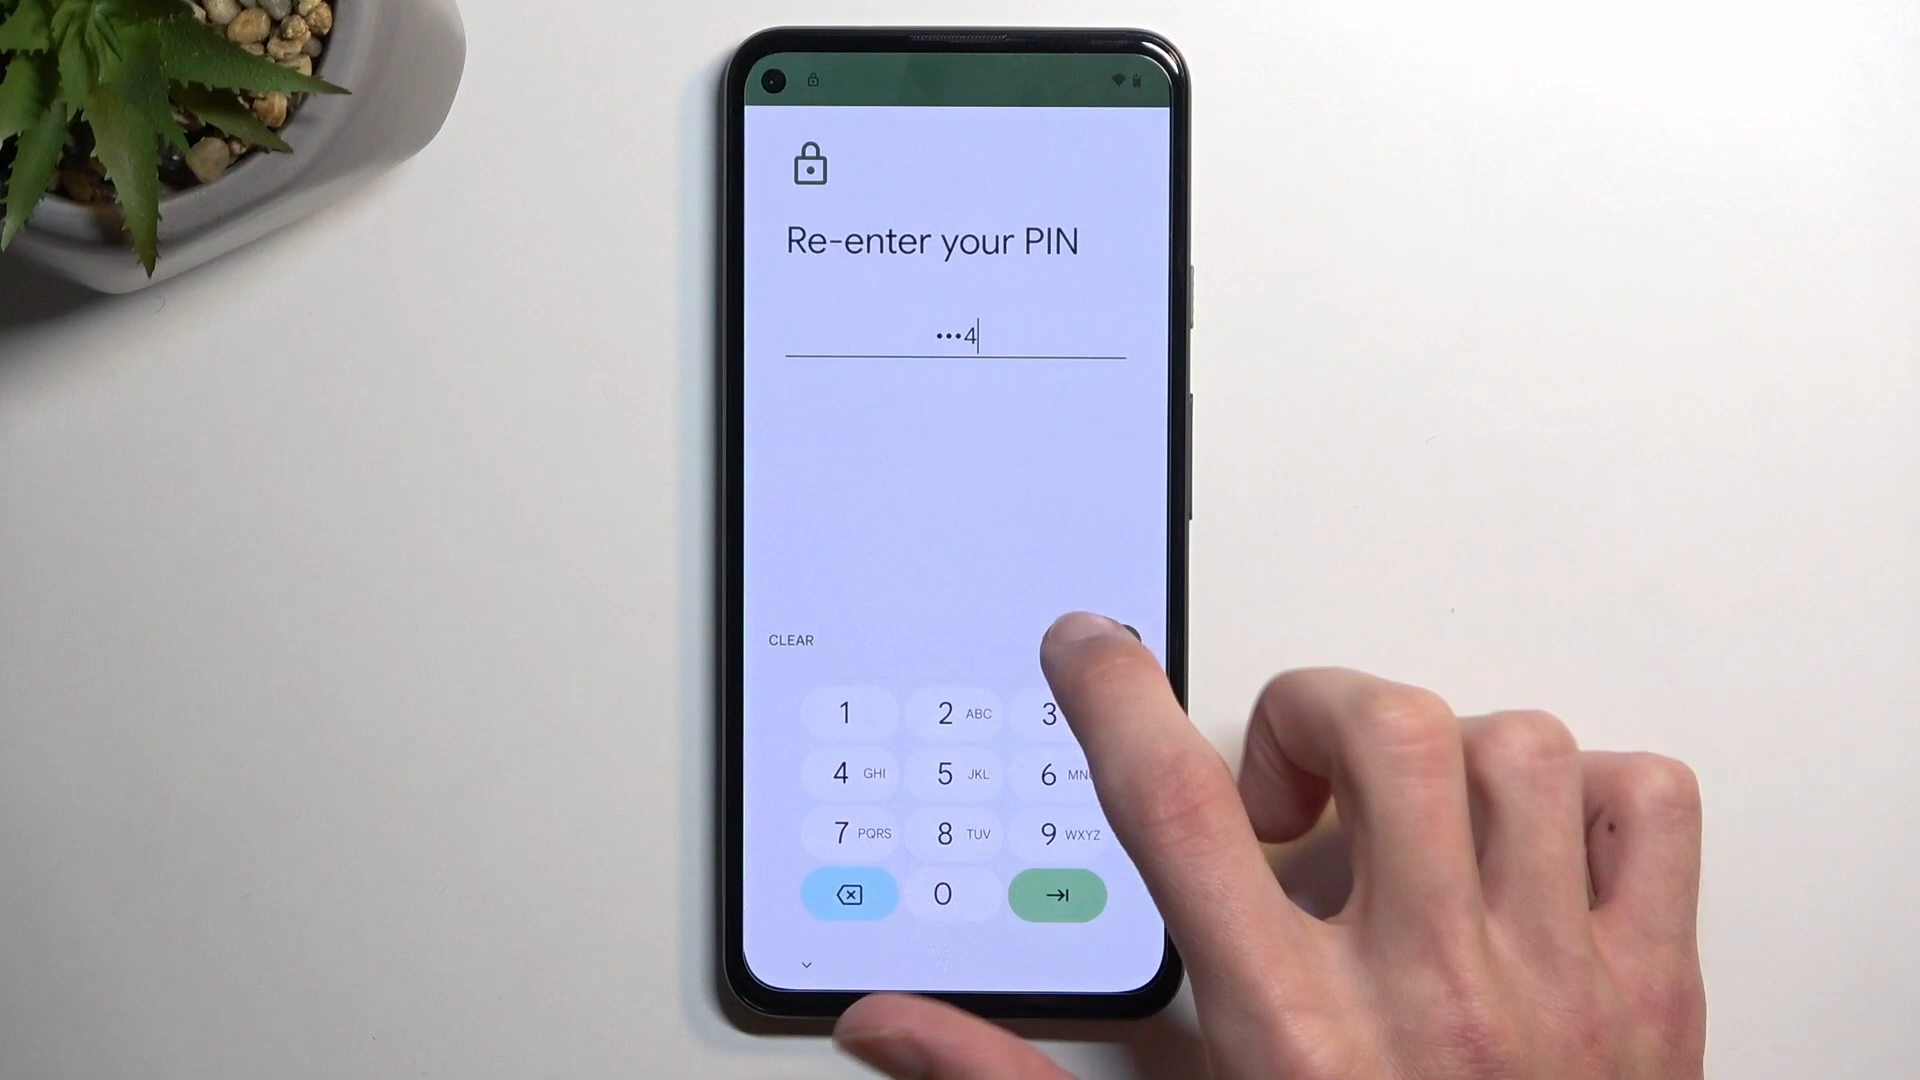 Re-enter your PIN
•••4
CLEAR
1
2 ABC
3
4 GHI
5 JKL
6 MN
7 PQRS
8 TUV
9 WXYZ
0